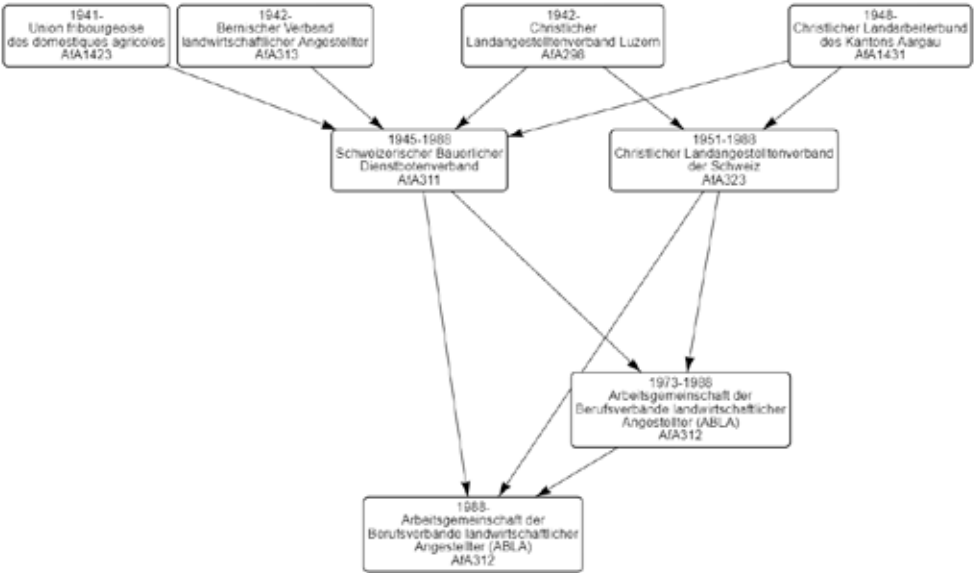 1941-
Union fribourgeoise
des domestiques agricoles
AfA1423
1942-
Bernischer Verband
landwirtschaftlicher Angestellter
AfA313
1942-
Christlicher
Landangestelltenverband Luzern
AfA298
1948-
Christlicher Landarbeiterbund
des Kantons Aargau
AfA1431
1945-1988
Schweizerischer Bäuerlicher
Dienstbotenverband
AfA311
1951-1988
Christlicher Landangestelltenverband
der Schweiz
AfA323
1973-1988
Arbeitsgemeinschaft der
Berufsverbände landwirtschaftlicher
Angestellter (ABLA)
AfA312
1988-
Arbeitsgemeinschaft der
Berufsverbände landwirtschaftlicher
Angestellter (ABLA)
AfA312